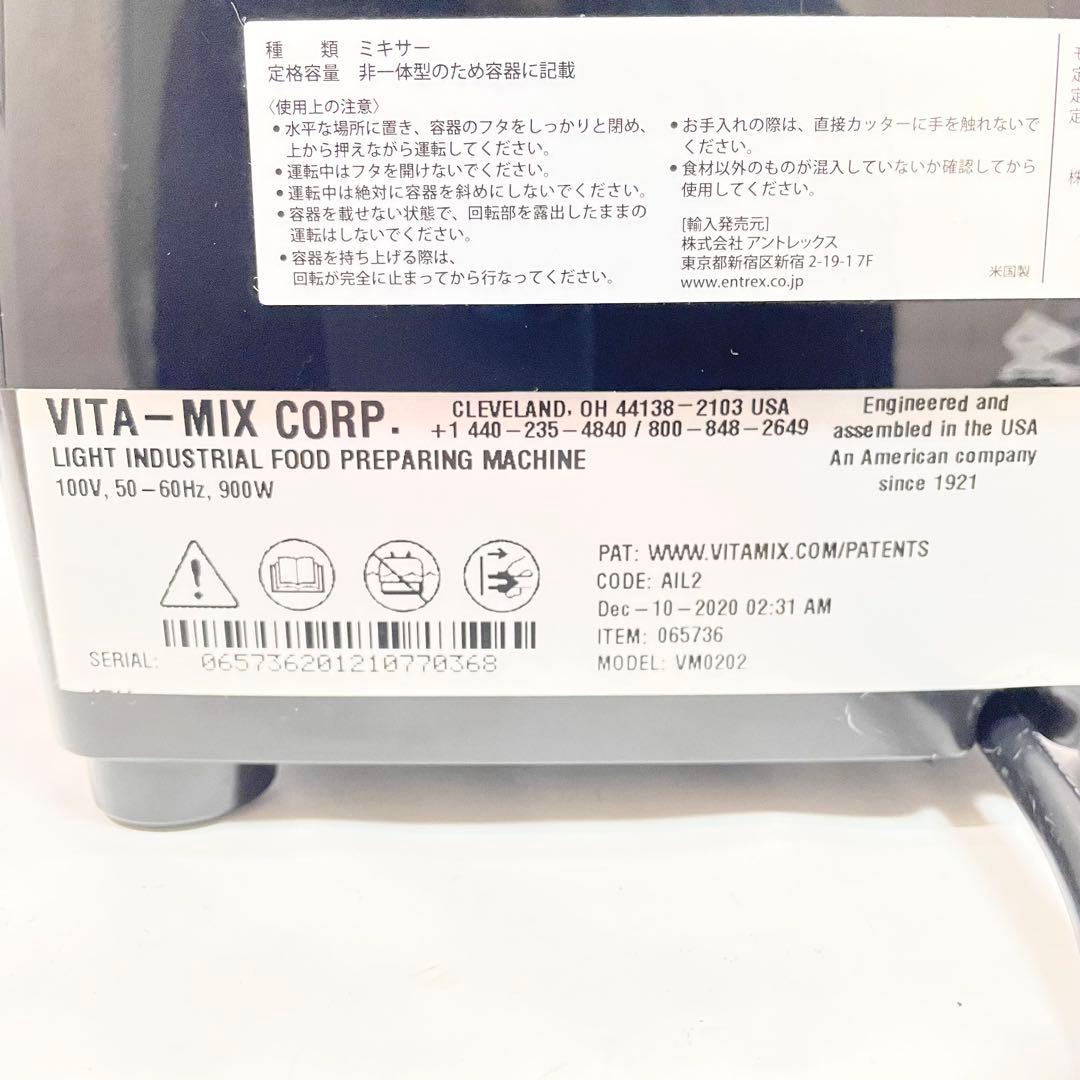 種　類　ミキサー
定格容量　非一体型のため容器に記載
〈使用上の注意〉
●水平な場所に置き、容器のフタをしっかりと閉め、
上から押えながら運転してください。
●運転中はフタを開けないでください。
●運転中は絶対に容器を斜めにしないでください。
●容器を載せない状態で、回転部を露出したままの
運転はしないでください。
●容器を持ち上げる際は、
回転が完全に止まってから行なってください。
●お手入れの際は、直接カッターに手を触れないで
ください。
●食材以外のものが混入していないか確認してから
使用してください。
[輸入発売元]
株式会社 アントレックス
東京都新宿区新宿 2-19-1 7F
www.entrex.co.jp
米国製
定
定
定
株
VITA-MIX CORP.
CLEVELAND, OH 44138-2103 USA
+1 440-235-4840 / 800-848-2649
Engineered and
assembled in the USA
An American company
since 1921
LIGHT INDUSTRIAL FOOD PREPARING MACHINE
100V, 50-60Hz, 900W
PAT: WWW.VITAMIX.COM/PATENTS
CODE: AIL2
Dec-10-2020 02:31 AM
ITEM: 065736
MODEL: VM0202
SERIAL: 065736201210770368